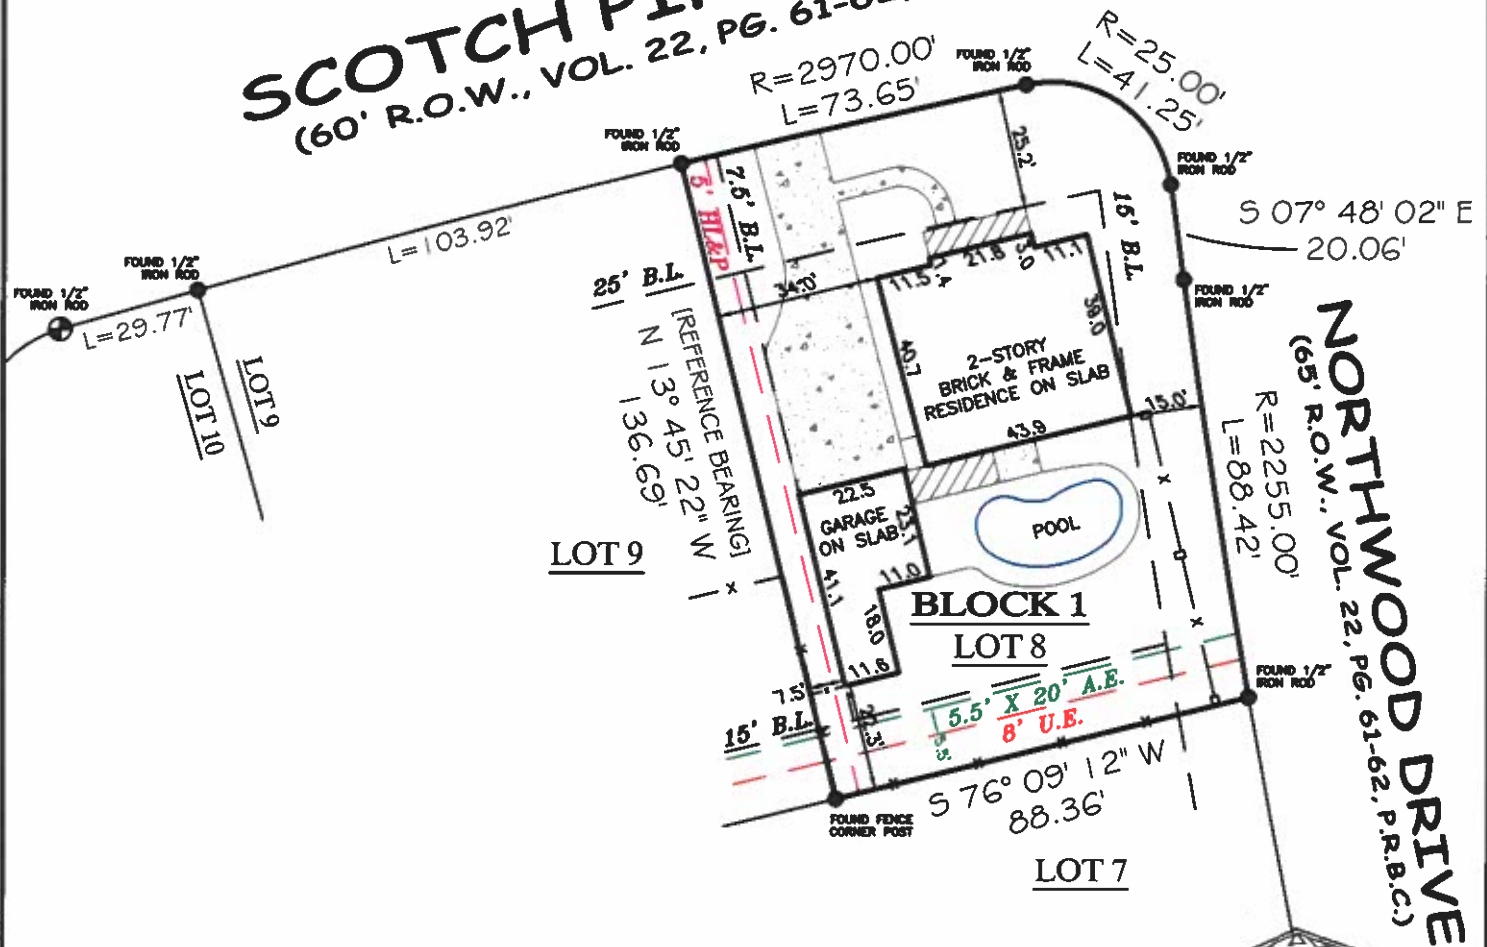 SCOTCH
(60' R.O.W., VOL. 22, PG.
R=2970.00'
L=73.65'
FOUND 1/2"
IRON ROD
R=25.00'
L=41.25'
FOUND 1/2"
IRON ROD
FOUND 1/2"
IRON ROD
S 07° 48' 02" E
20.06'
FOUND 1/2"
IRON ROD
L=103.92'
FOUND 1/2"
IRON ROD
FOUND 1/2"
IRON ROD
L=29.77'
LOT 9
LOT 10
25' B.L.
5' HL&P
7.5' B.L.
25.2'
15' B.L.
34.0'
11.5
21.8
3.0
11.1
39.0
40.7
2-STORY
BRICK & FRAME
RESIDENCE ON SLAB
43.9
15.0'
[REFERENCE BEARING]
N 13° 45' 22" W
136.69'
NORTHWOOD DRIVE
(65' R.O.W., VOL. 22, PG. 61-62, P.R.B.C.)
R=2255.00'
L=88.42'
LOT 9
22.5
GARAGE
ON SLAB
23.1
41.1
11.0
18.0
11.6
POOL
BLOCK 1
LOT 8
7.5'
15' B.L.
5.5' X 20' A.E.
8' U.E.
5.5'
FOUND 1/2"
IRON ROD
S 76° 09' 12" W
88.36'
FOUND FENCE
CORNER POST
LOT 7
x
x
x